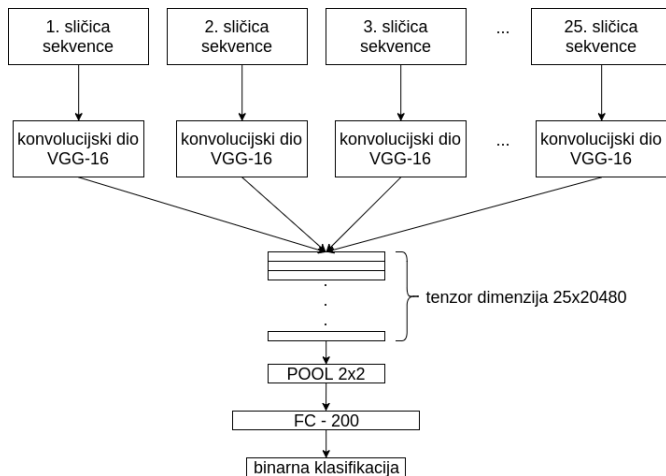 1. sličica
sekvence
2. sličica
sekvence
3. sličica
sekvence
...
25. sličica
sekvence
konvolucijski dio
VGG-16
konvolucijski dio
VGG-16
konvolucijski dio
VGG-16
...
konvolucijski dio
VGG-16
.
.
.
tenzor dimenzija 25x20480
POOL 2x2
FC - 200
binarna klasifikacija